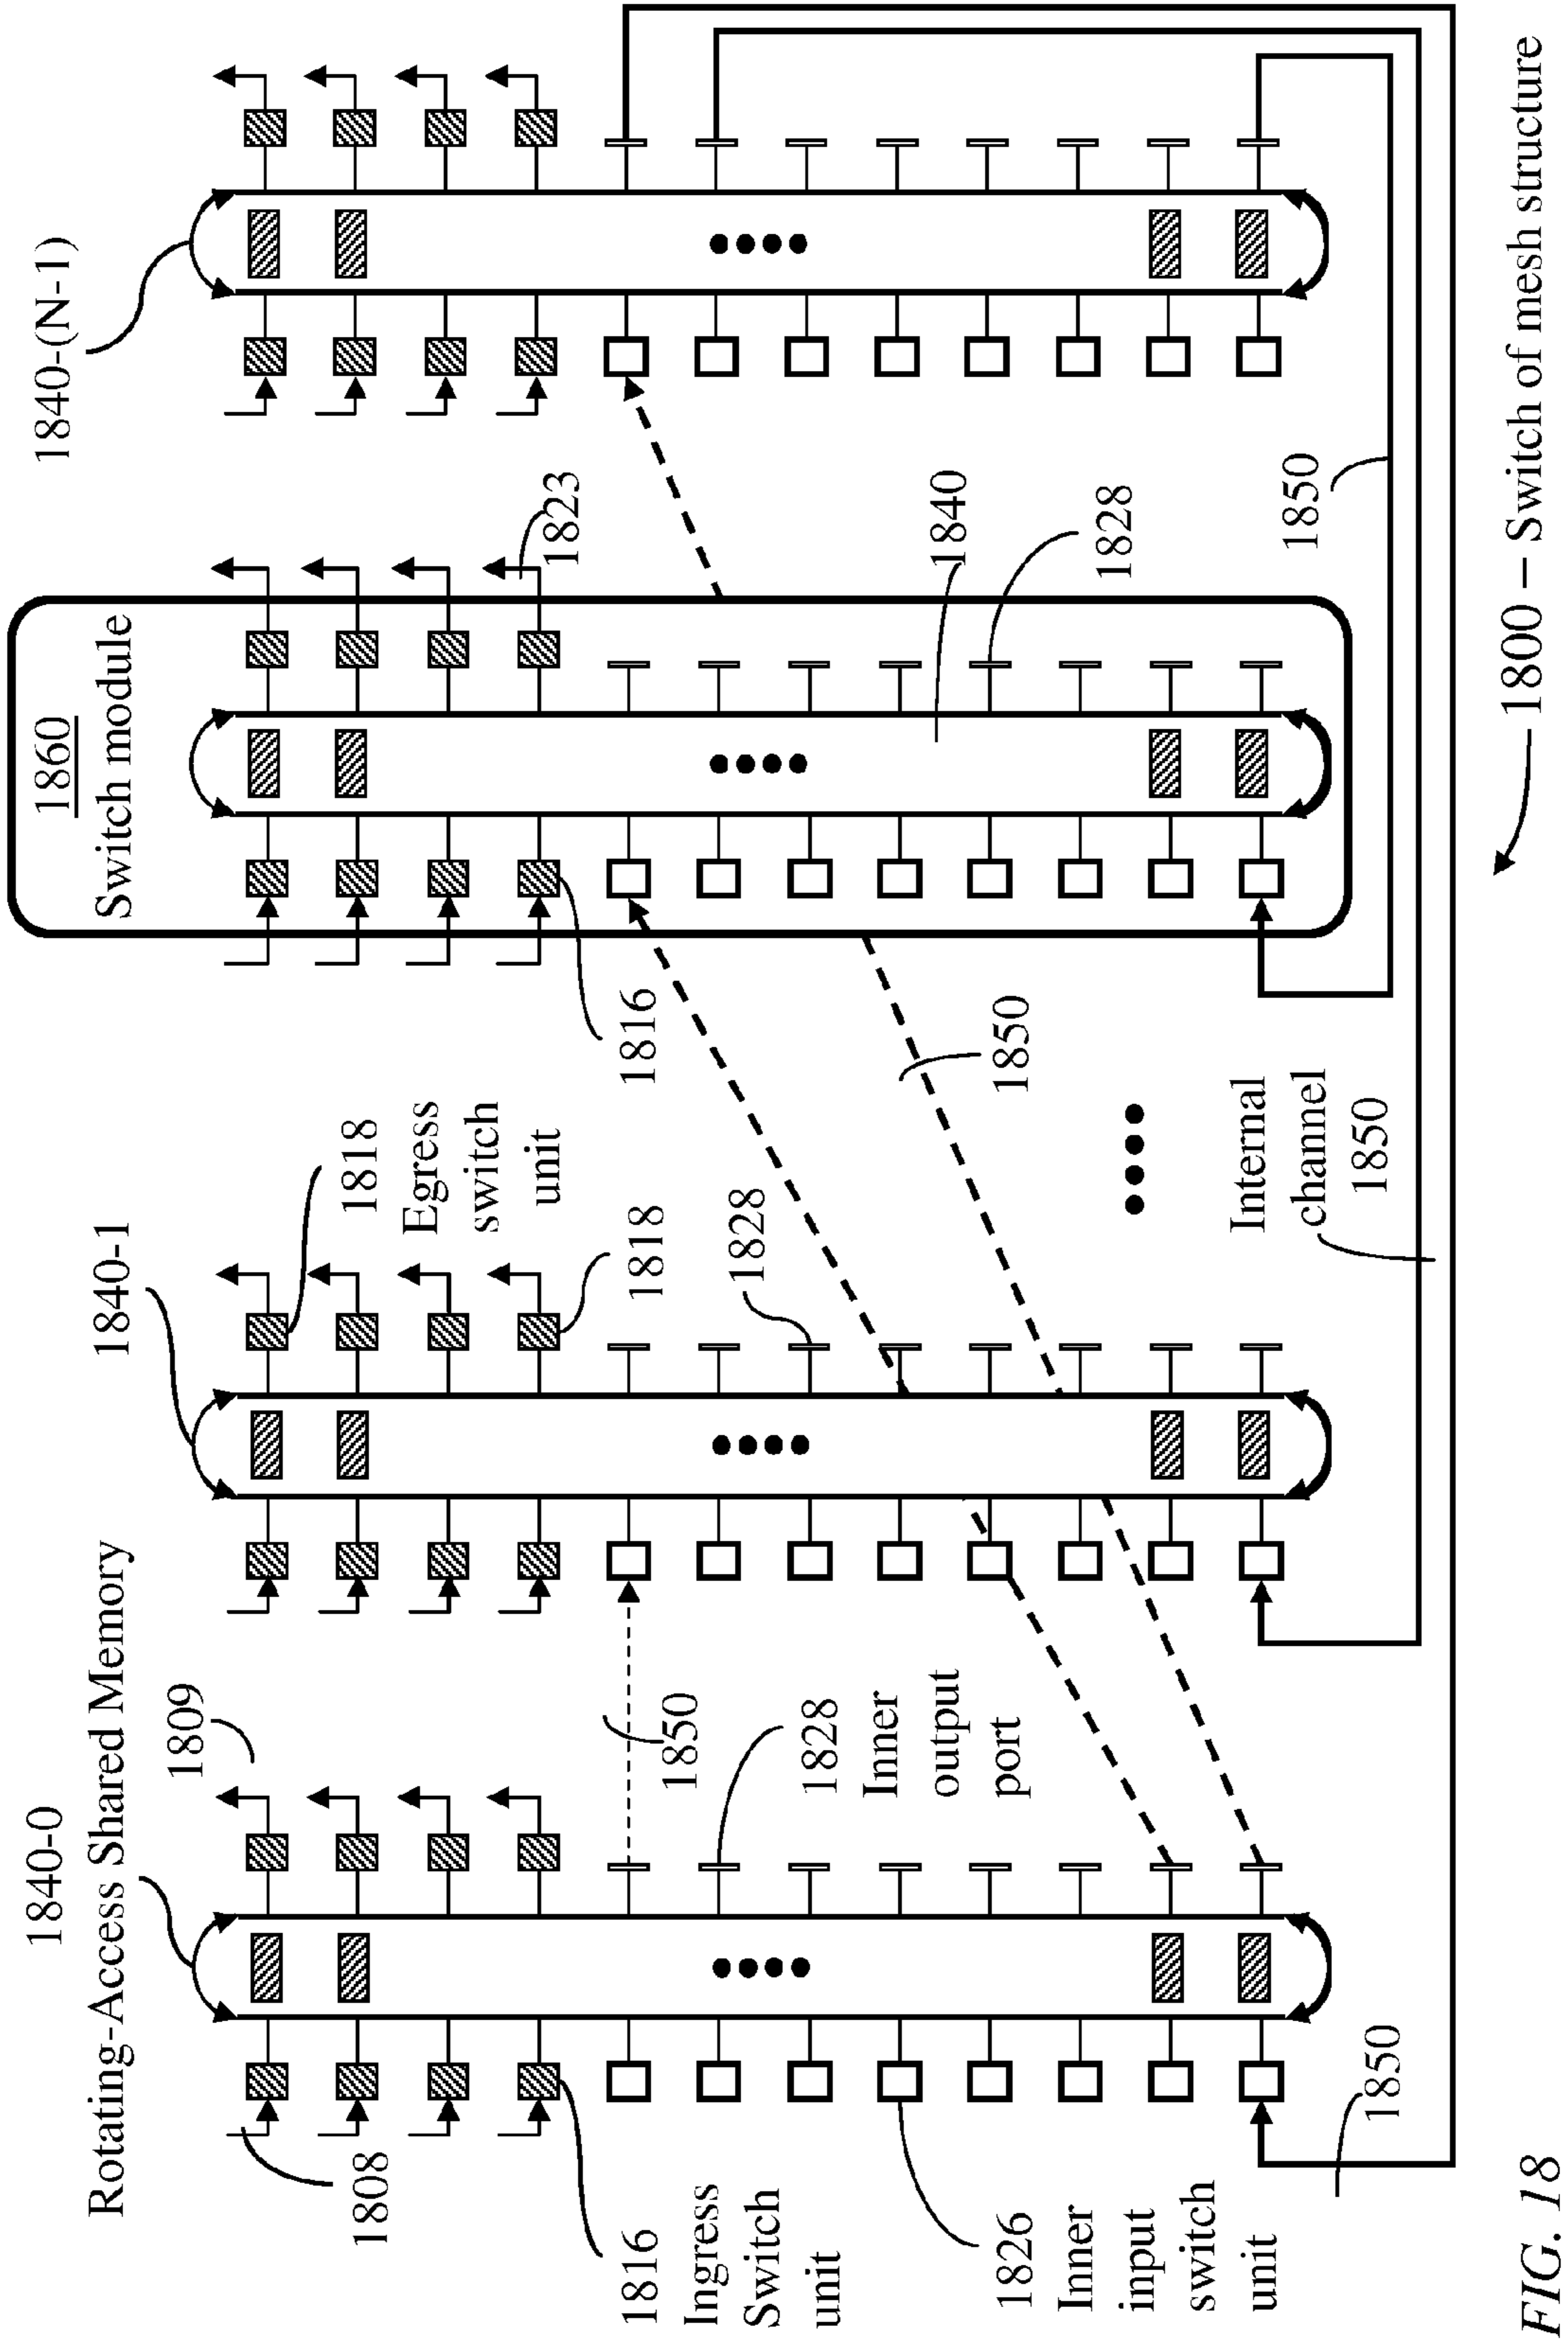 1840-0
Rotating-Access Shared Memory
1809
1808
1816
Ingress
Switch
unit
1826
Inner
input
switch
unit
1850
1828
Inner
output
port
1850
1840-1
1818
Egress
switch
unit
1818
1828
1816
1850
Internal
channel
1850
1860
Switch module
1823
1840
1828
1850
1840-(N-1)
1800 – Switch of mesh structure
FIG. 18